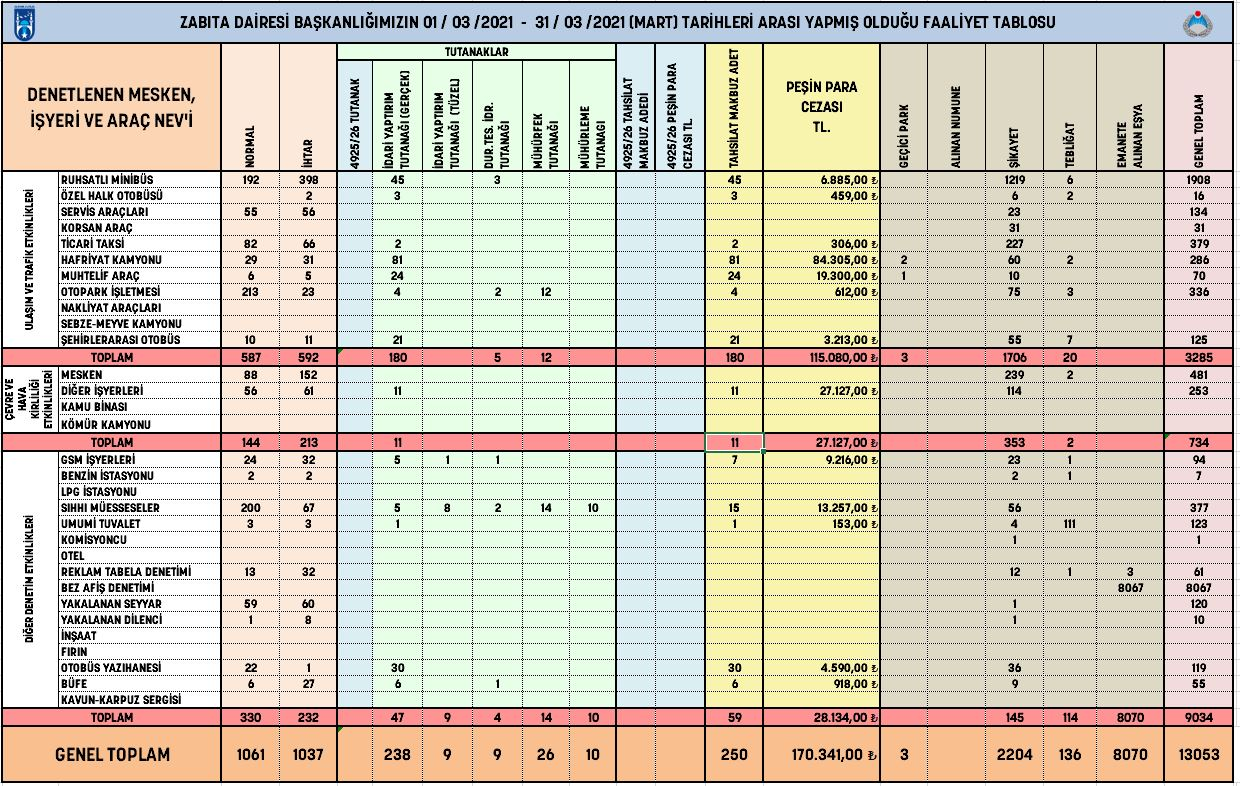 ZABITA DAİRESİ BAŞKANLIĞIMIZIN 01 / 03 /2021 - 31 / 03 /2021 (MART) TARİHLERİ ARASI YAPMIŞ OLDUĞU FAALİYET TABLOSU
DENETLENEN MESKEN,
İŞYERİ VE ARAÇ NEV'İ
NORMAL
İHTAR
TUTANAKLAR
4925/26 TUTANAK
İDARİ YAPTIRIM
TUTANAĞI (GERÇEK)
İDARİ YAPTIRIM
TUTANAĞI (TÜZEL)
DUR.TES. İDR.
TUTANAĞI
MÜHÜRFEK
TUTANAĞI
MÜHÜRLEME
TUTANAGI
4925/26 TAHSİLAT
MAKBUZ ADEDİ
4925/26 PEŞİN PARA
CEZASI TL
TAHSİLAT MAKBUZ ADET
PEŞİN PARA
CEZASI
TL.
GEÇİCİ PARK
ALINAN NUMUNE
ŞİKAYET
TEBLİĞAT
EMANETE
ALINAN EŞYA
GENEL TOPLAM
ULAŞIM VE TRAFİK ETKİNLİKLERİ
RUHSATLI MİNİBÜS 192 398 45 3 45 6.885,00 ₺ 1219 6 1908
ÖZEL HALK OTOBÜSÜ 2 3 3 459,00 ₺ 6 2 16
SERVİS ARAÇLARI 55 56 23 134
KORSAN ARAÇ 31 31
TİCARİ TAKSİ 82 66 2 2 306,00 ₺ 227 379
HAFRİYAT KAMYONU 29 31 81 81 84.305,00 ₺ 2 60 2 286
MUHTELİF ARAÇ 6 5 24 24 19.300,00 ₺ 1 10 70
OTOPARK İŞLETMESİ 213 23 4 2 12 4 612,00 ₺ 75 3 336
NAKLİYAT ARAÇLARI
SEBZE-MEYVE KAMYONU
ŞEHİRLERARASI OTOBÜS 10 11 21 21 3.213,00 ₺ 55 7 125
TOPLAM 587 592 180 5 12 180 115.080,00 ₺ 3 1706 20 3285
ÇEVRE VE
HAVA
KİRLİLİĞİ
ETKİNLİKLERİ
MESKEN 88 152 239 2 481
DİĞER İŞYERLERİ 56 61 11 11 27.127,00 ₺ 114 253
KAMU BİNASI
KÖMÜR KAMYONU
TOPLAM 144 213 11 11 27.127,00 ₺ 353 2 734
DİĞER DENETİM ETKİNLİKLERİ
GSM İŞYERLERİ 24 32 5 1 1 7 9.216,00 ₺ 23 1 94
BENZİN İSTASYONU 2 2 2 1 7
LPG İSTASYONU
SIHHI MÜESSESELER 200 67 5 8 2 14 10 15 13.257,00 ₺ 56 377
UMUMİ TUVALET 3 3 1 1 153,00 ₺ 4 111 123
KOMİSYONCU 1 1
OTEL
REKLAM TABELA DENETİMİ 13 32 12 1 3 61
BEZ AFİŞ DENETİMİ 8067 8067
YAKALANAN SEYYAR 59 60 1 120
YAKALANAN DİLENCİ 1 8 1 10
İNŞAAT
FIRIN
OTOBÜS YAZIHANESİ 22 1 30 30 4.590,00 ₺ 36 119
BÜFE 6 27 6 1 6 918,00 ₺ 9 55
KAVUN-KARPUZ SERGİSİ
TOPLAM 330 232 47 9 4 14 10 59 28.134,00 ₺ 145 114 8070 9034
GENEL TOPLAM 1061 1037 238 9 9 26 10 250 170.341,00 ₺ 3 2204 136 8070 13053